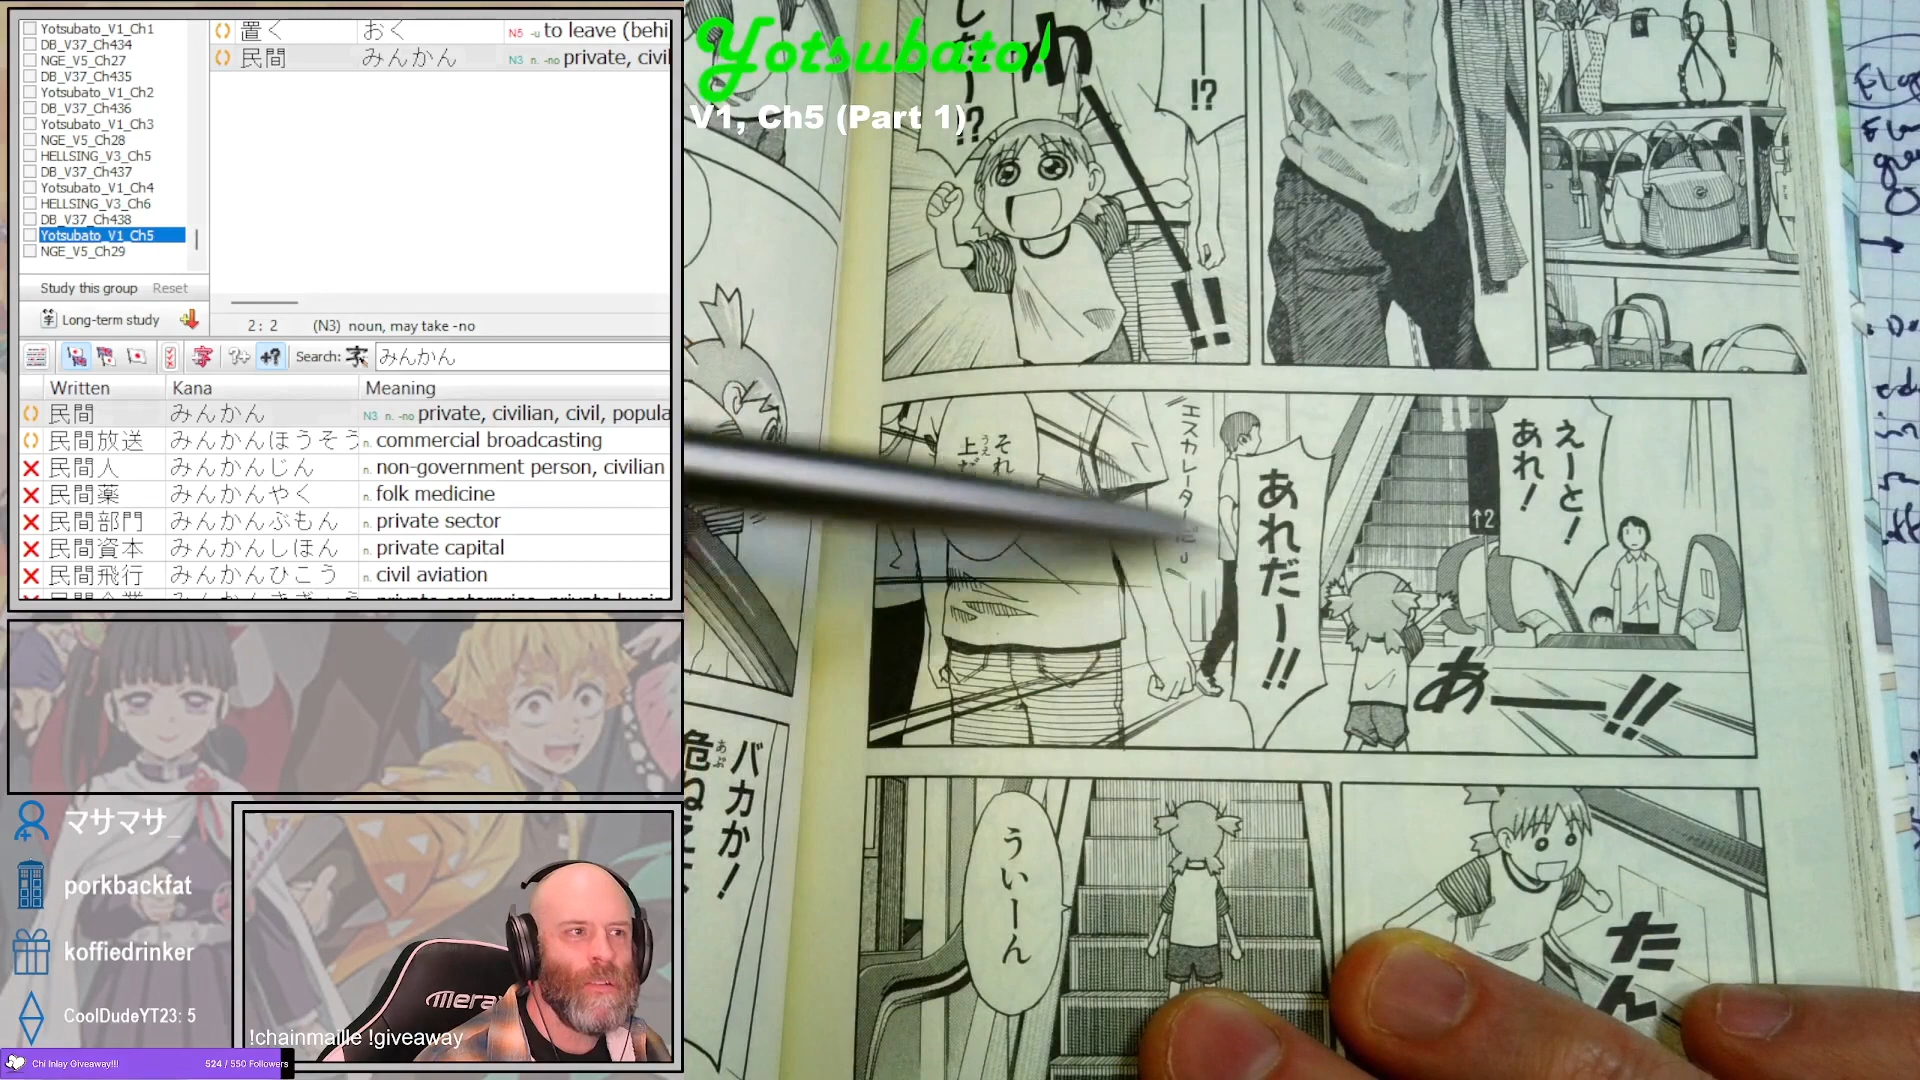 Yotsubato_V1_Ch1
DB_V37_Ch434
NGE_V5_Ch27
DB_V37_Ch435
Yotsubato_V1_Ch2
DB_V37_Ch436
Yotsubato_V1_Ch3
NGE_V5_Ch28
HELLSING_V3_Ch5
DB_V37_Ch437
Yotsubato_V1_Ch4
HELLSING_V3_Ch6
DB_V37_Ch438
Yotsubato_V1_Ch5
NGE_V5_Ch29
Study this group Reset
Long-term study
置く おく N5 -u to leave (behi
民間 みんかん N3 n. -no private, civil
2: 2 (N3) noun, may take -no
Search: みんかん
Written Kana Meaning
民間 みんかん N3 n. -no private, civilian, civil, popula
民間放送 みんかんほうそう n. commercial broadcasting
民間人 みんかんじん n. non-government person, civilian
民間薬 みんかんやく n. folk medicine
民間部門 みんかんぶもん n. private sector
民間資本 みんかんしほん n. private capital
民間飛行 みんかんひこう n. civil aviation
マサマサ_
porkbackfat
koffiedrinker
CoolDudeYT23: 5
Chi Inlay Giveaway!!! 524 / 550 Followers
!chainmaille !giveaway
Yotsubato!
V1, Ch5 (Part 1)
ー!?
えーと!
あれ!
↑2
あー!!
あれだー!!
エスカレーター
それ
うえ
上だ
たん
ういーん
バカか!
あぶ
危ねえ